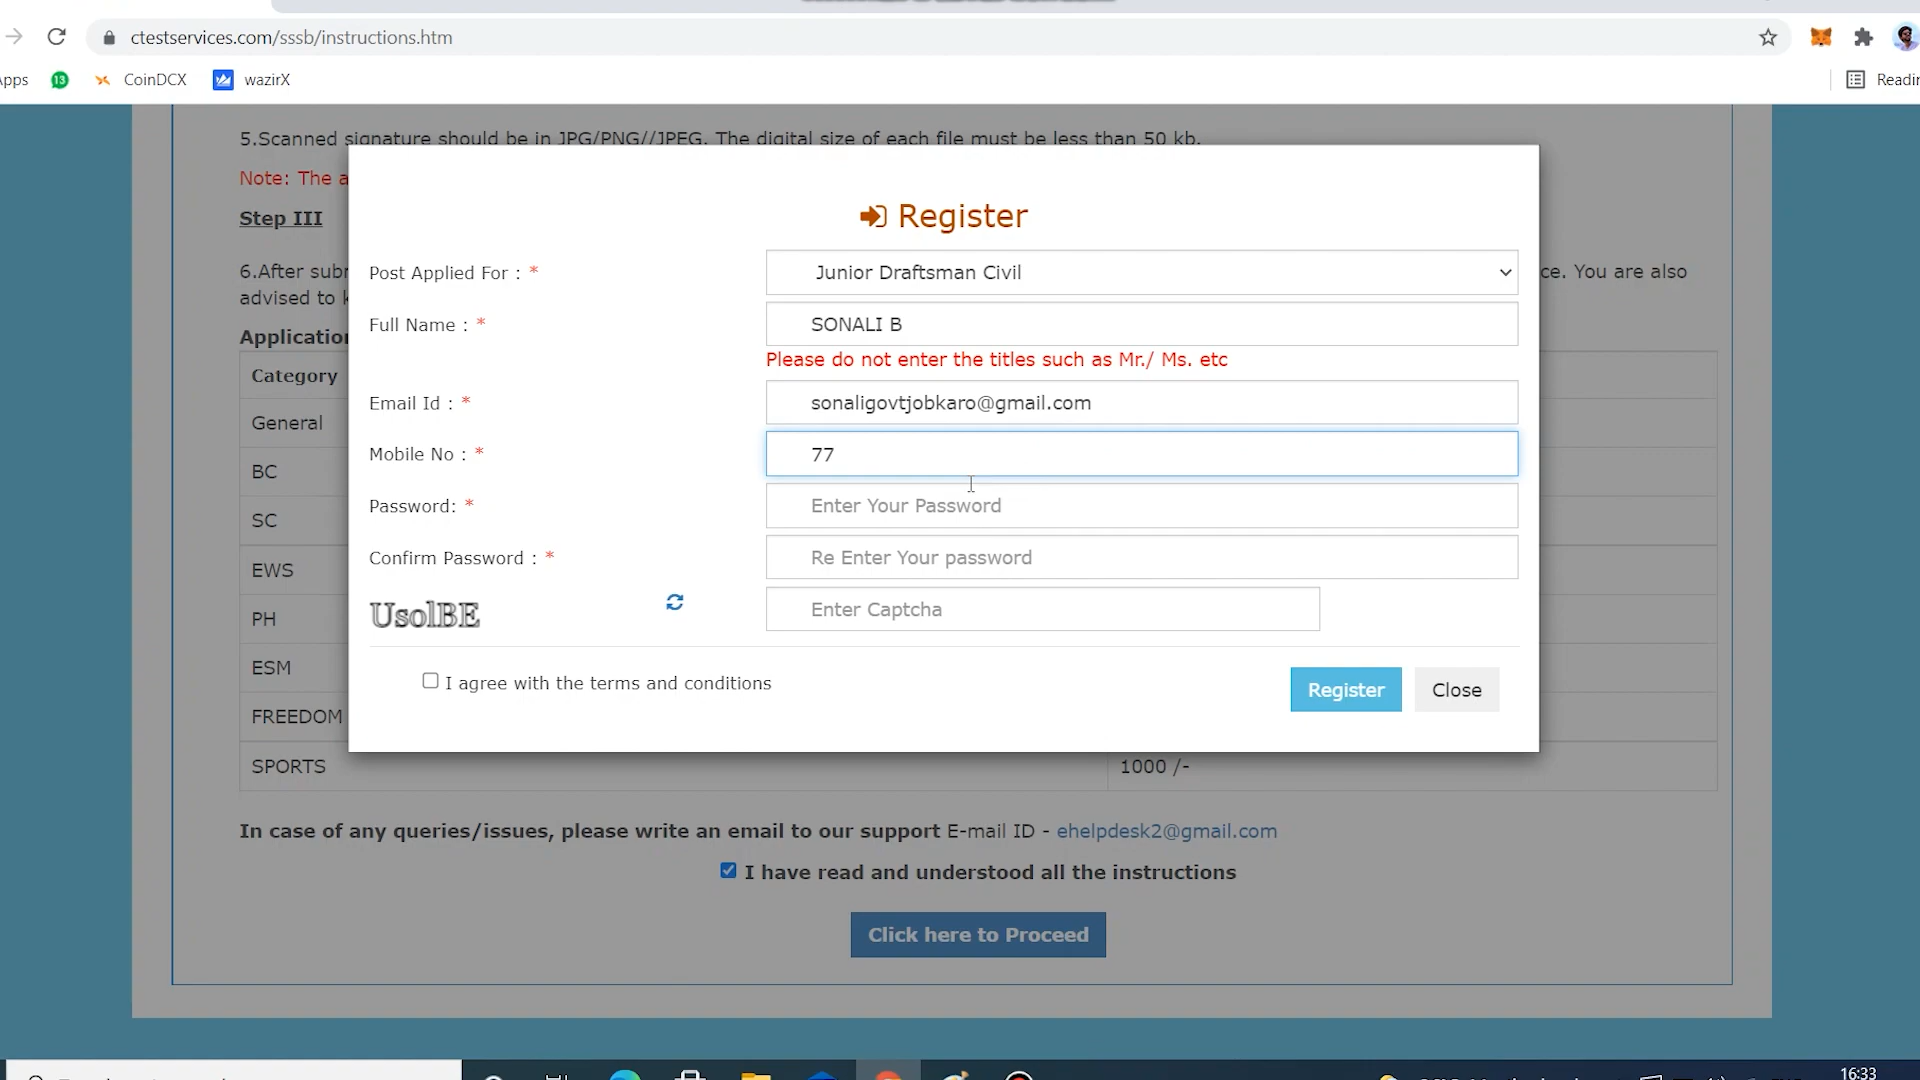 ctestservices.com/sssb/instructions.htm
13
CoinDCX
wazirX
5.Scanned signature should be in JPG/PNG//JPEG. The digital size of each file must be less than 50 kb.
Note: The
Step III
6.After
ce. You are also
advised to
Register
Post Applied For : *
Junior Draftsman Civil
Full Name : *
SONALI B
Please do not enter the titles such as Mr./ Ms. etc
Email Id : *
sonaligovtjobkaro@gmail.com
Mobile No : *
77
Password: *
Enter Your Password
Confirm Password : *
Re Enter Your password
UsolBE
Enter Captcha
I agree with the terms and conditions
Register
Close
Category
General
BC
SC
EWS
PH
ESM
FREEDOM
SPORTS
1000 /-
In case of any queries/issues, please write an email to our support E-mail ID - ehelpdesk2@gmail.com
I have read and understood all the instructions
Click here to Proceed
16:33